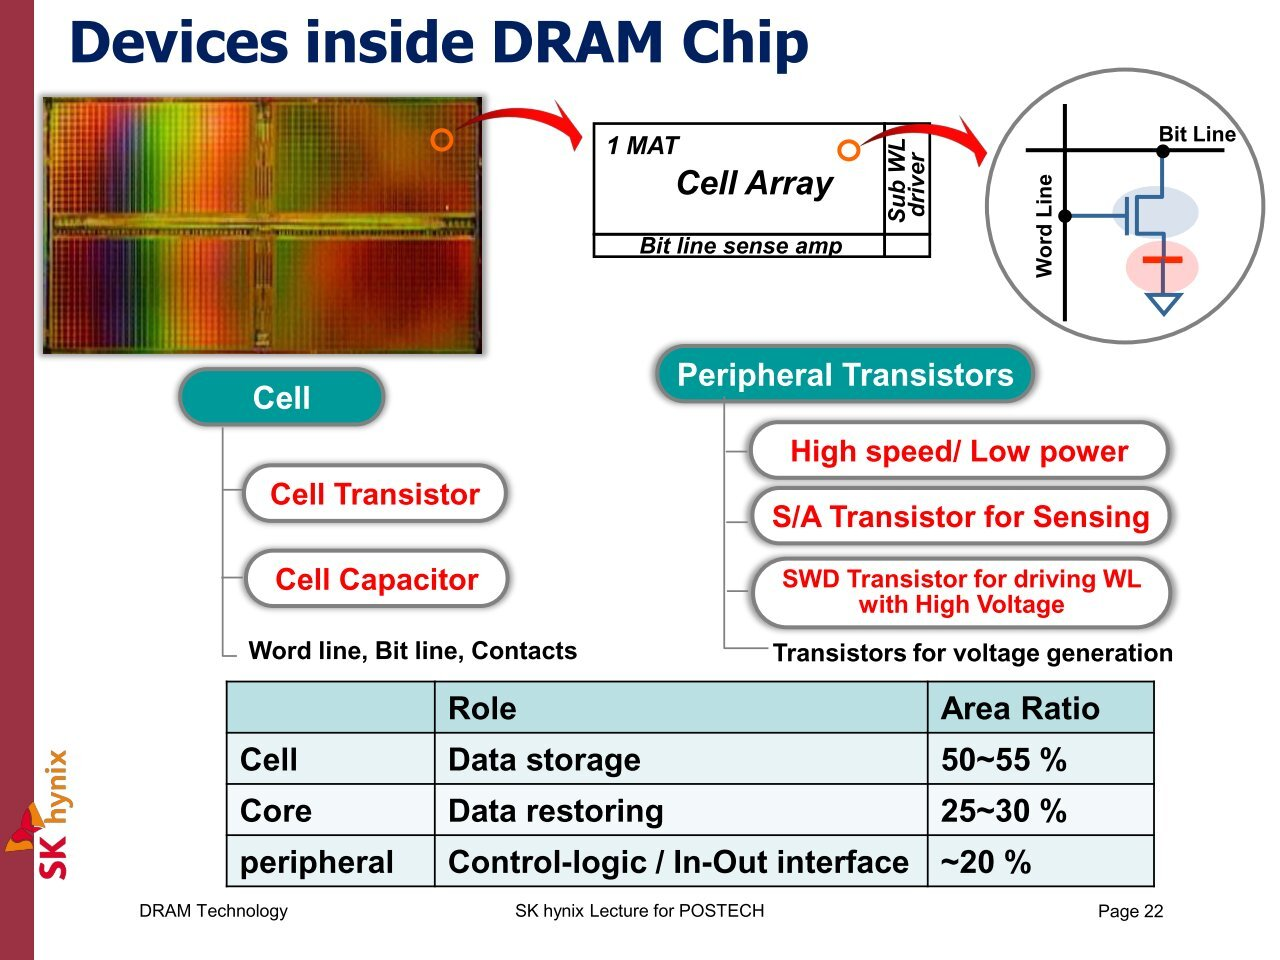 Devices inside DRAM Chip
1 MAT
Cell Array
Sub WL
driver
Bit line sense amp
Bit Line
Word Line
Cell
Cell Transistor
Cell Capacitor
Word line, Bit line, Contacts
Peripheral Transistors
High speed/ Low power
S/A Transistor for Sensing
SWD Transistor for driving WL
with High Voltage
Transistors for voltage generation
Role Area Ratio
Cell Data storage 50~55 %
Core Data restoring 25~30 %
peripheral Control-logic / In-Out interface ~20 %
SK hynix
DRAM Technology SK hynix Lecture for POSTECH Page 22